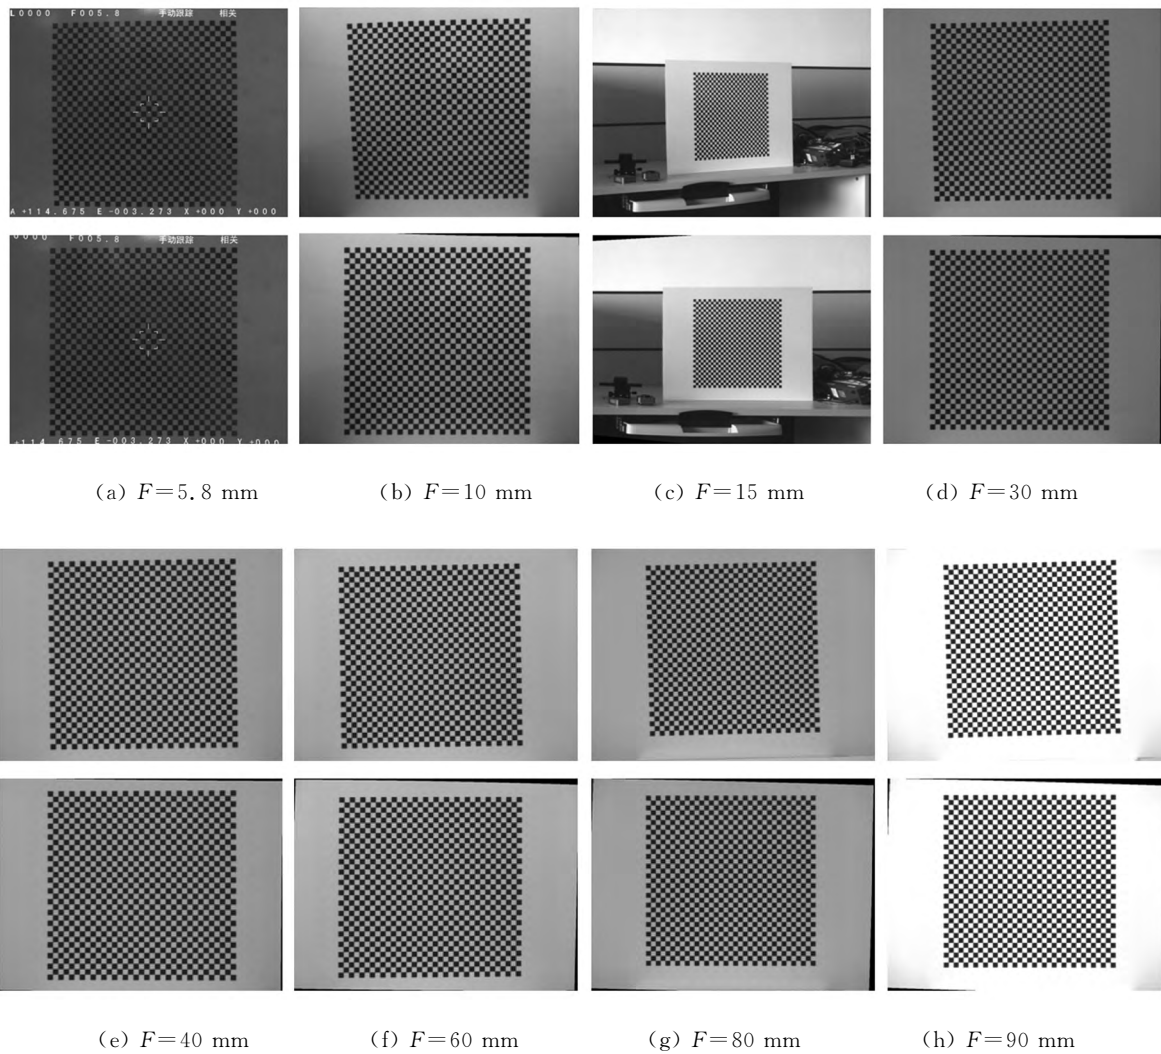 L0000 F005.8 手动跟踪 相关
A +114.675 E -003.273 X +000 Y +000
0000 F005.8 手动跟踪 相关
+114.675 E -003.273 X +000 Y +000
(a) F=5.8 mm (b) F=10 mm (c) F=15 mm (d) F=30 mm
(e) F=40 mm (f) F=60 mm (g) F=80 mm (h) F=90 mm